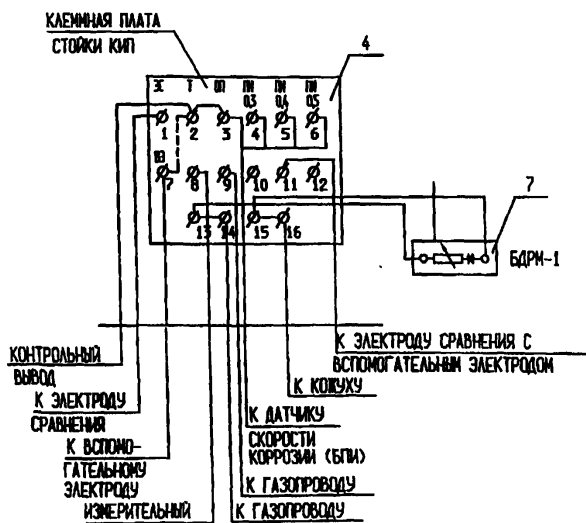 КЛЕММНАЯ ПЛАТА
СТОЙКИ КИП
4
ЭС Т ОП ПИ ПИ ПИ
0,3 0,4 0,5
1 2 3 4 5 6
ВЭ
7 8 9 10 11 12
13 14 15 16
7
БДРМ-1
КОНТРОЛЬНЫЙ
ВЫВОД
К ЭЛЕКТРОДУ
СРАВНЕНИЯ
К ВСПОМО-
ГАТЕЛЬНОМУ
ЭЛЕКТРОДУ
ИЗМЕРИТЕЛЬНЫЙ
К ЭЛЕКТРОДУ СРАВНЕНИЯ С
ВСПОМОГАТЕЛЬНЫМ ЭЛЕКТРОДОМ
К КОЖУХУ
К ДАТЧИКУ
СКОРОСТИ
КОРРОЗИИ (БПИ)
К ГАЗОПРОВОДУ
К ГАЗОПРОВОДУ